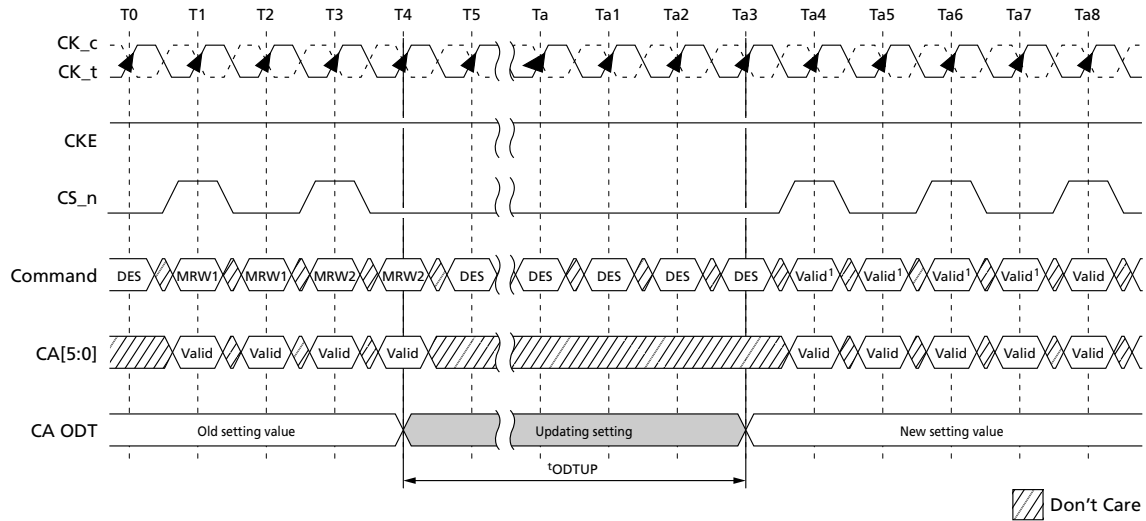 T0 T1 T2 T3 T4 T5 Ta Ta1 Ta2 Ta3 Ta4 Ta5 Ta6 Ta7 Ta8
CK_c
CK_t
CKE
CS_n
Command DES MRW1 MRW1 MRW2 MRW2 DES DES DES DES DES Valid¹ Valid¹ Valid¹ Valid¹ Valid
CA[5:0] Valid Valid Valid Valid Valid Valid Valid Valid Valid
CA ODT Old setting value Updating setting New setting value
tODTUP
Don't Care